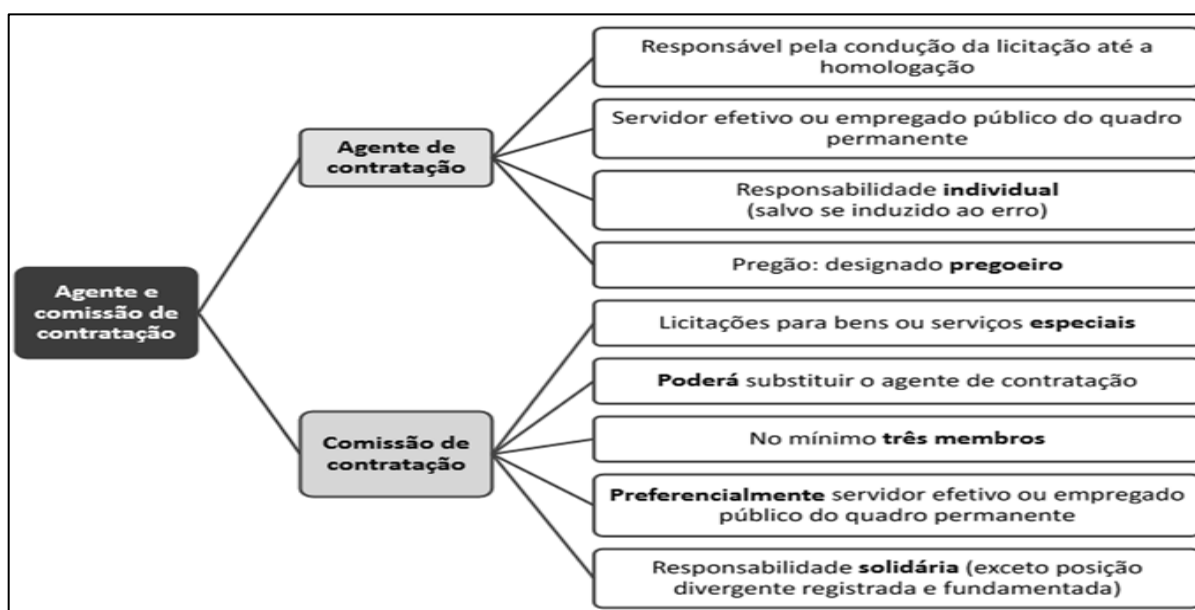 Agente e
comissão de
contratação
Agente de
contratação
Responsável pela condução da licitação até a
homologação
Servidor efetivo ou empregado público do quadro
permanente
Responsabilidade individual
(salvo se induzido ao erro)
Pregão: designado pregoeiro
Comissão de
contratação
Licitações para bens ou serviços especiais
Poderá substituir o agente de contratação
No mínimo três membros
Preferencialmente servidor efetivo ou empregado
público do quadro permanente
Responsabilidade solidária (exceto posição
divergente registrada e fundamentada)